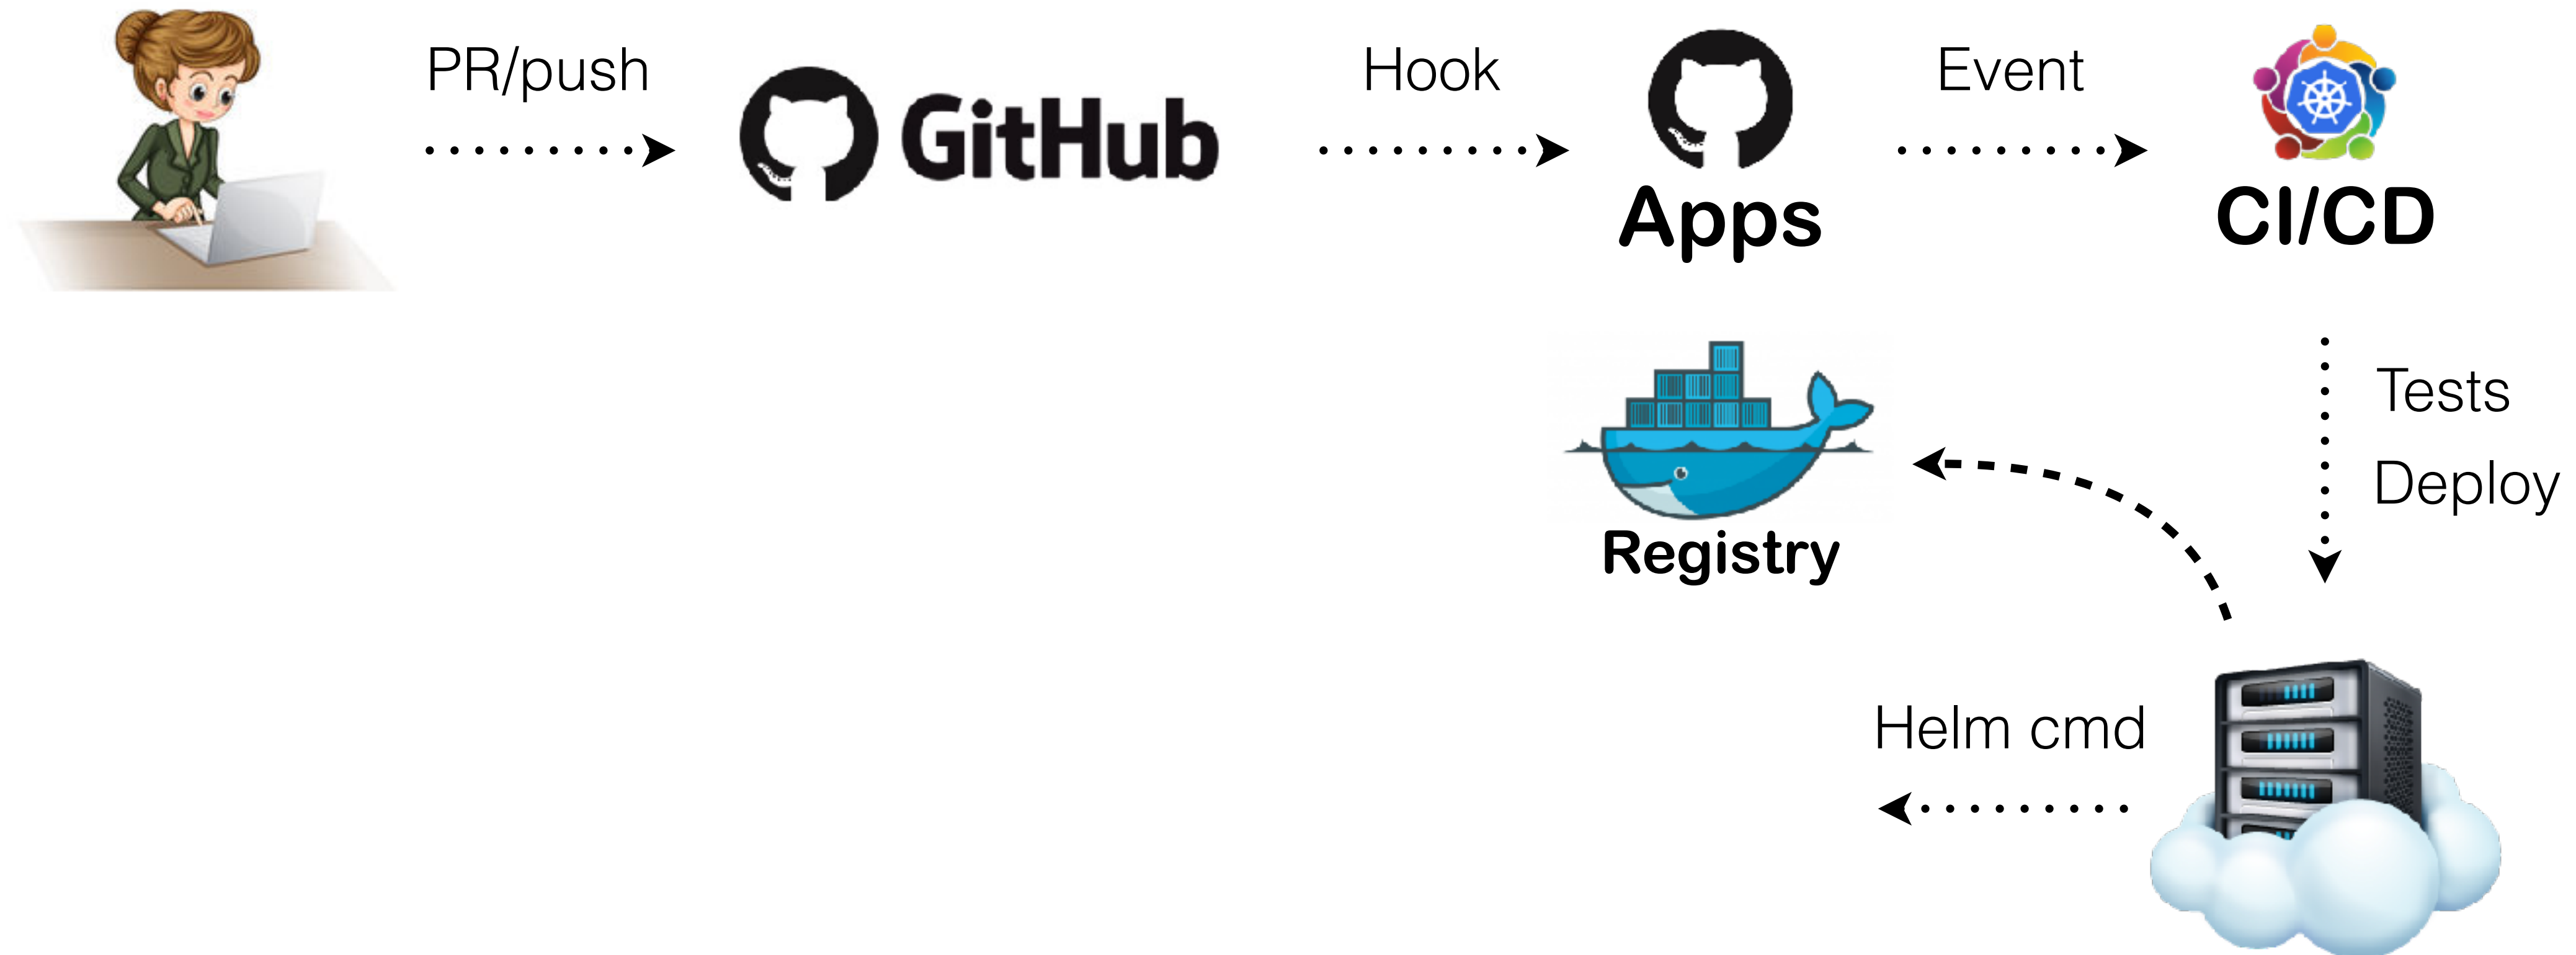 PR/push
GitHub
Hook
Apps
Event
CI/CD
Tests
Deploy
Registry
Helm cmd